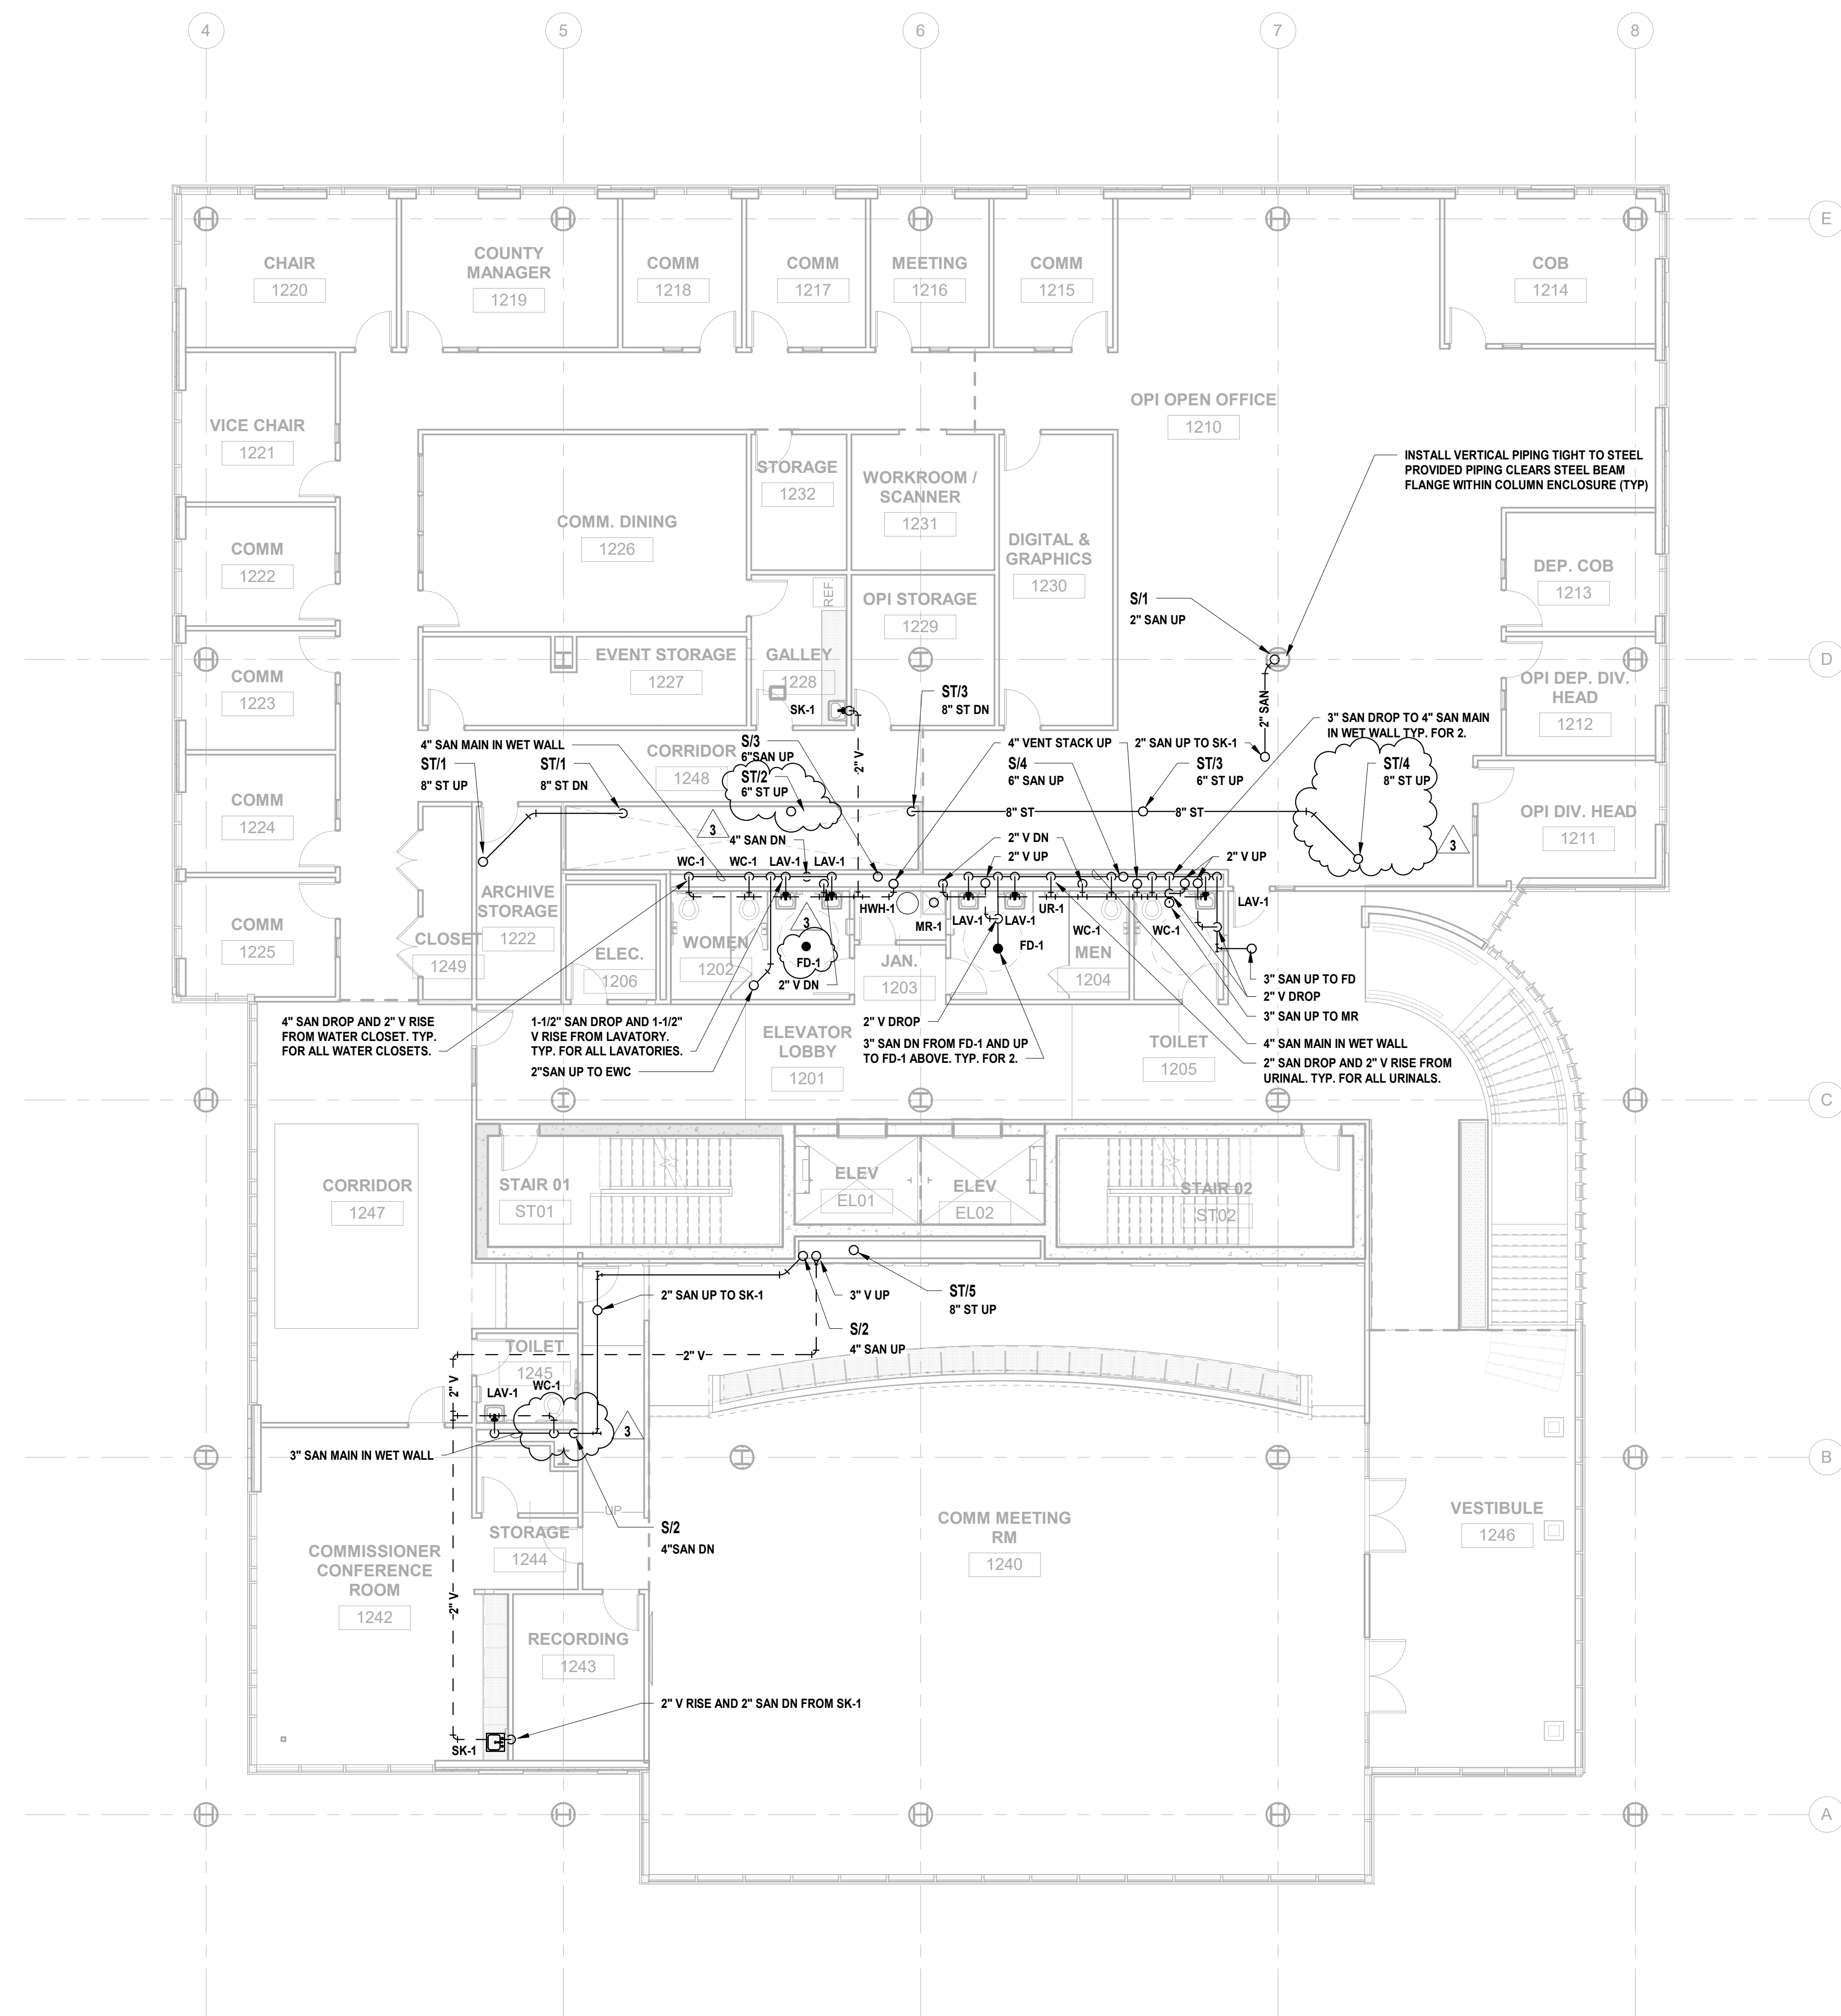 4
5
6
7
8
E
CHAIR
1220
COUNTY
MANAGER
1219
COMM
1218
COMM
1217
MEETING
1216
COMM
1215
COB
1214
VICE CHAIR
1221
OPI OPEN OFFICE
1210
INSTALL VERTICAL PIPING TIGHT TO STEEL
PROVIDED PIPING CLEARS STEEL BEAM
FLANGE WITHIN COLUMN ENCLOSURE (TYP)
STORAGE
1232
WORKROOM /
SCANNER
1231
COMM. DINING
1226
DIGITAL &
GRAPHICS
1230
COMM
1222
DEP. COB
1213
REF.
OPI STORAGE
1229
S/1
2" SAN UP
D
EVENT STORAGE
1227
GALLEY
1228
COMM
1223
OPI DEP. DIV.
HEAD
1212
SK-1
ST/3
8" ST DN
2" SAN
3" SAN DROP TO 4" SAN MAIN
IN WET WALL TYP. FOR 2.
4" SAN MAIN IN WET WALL
CORRIDOR
1248
S/3
6"SAN UP
2" V
4" VENT STACK UP
2" SAN UP TO SK-1
ST/1
8" ST UP
ST/1
8" ST DN
ST/2
6" ST UP
S/4
6" SAN UP
ST/3
6" ST UP
ST/4
8" ST UP
COMM
1224
8" ST
8" ST
OPI DIV. HEAD
1211
3
4" SAN DN
2" V DN
2" V UP
2" V UP
3
WC-1
WC-1
LAV-1
LAV-1
ARCHIVE
STORAGE
1222
HWH-1
MR-1
LAV-1
LAV-1
UR-1
WC-1
WC-1
LAV-1
COMM
1225
CLOSET
1249
ELEC.
1206
WOMEN
1202
3
FD-1
2" V DN
JAN.
1203
FD-1
MEN
1204
3" SAN UP TO FD
2" V DROP
3" SAN UP TO MR
4" SAN DROP AND 2" V RISE
FROM WATER CLOSET. TYP.
FOR ALL WATER CLOSETS.
1-1/2" SAN DROP AND 1-1/2"
V RISE FROM LAVATORY.
TYP. FOR ALL LAVATORIES.
2"SAN UP TO EWC
ELEVATOR
LOBBY
1201
2" V DROP
3" SAN DN FROM FD-1 AND UP
TO FD-1 ABOVE. TYP. FOR 2.
TOILET
1205
4" SAN MAIN IN WET WALL
2" SAN DROP AND 2" V RISE FROM
URINAL. TYP. FOR ALL URINALS.
C
CORRIDOR
1247
STAIR 01
ST01
ELEV
EL01
ELEV
EL02
STAIR 02
ST02
2" SAN UP TO SK-1
3" V UP
ST/5
8" ST UP
S/2
4" SAN UP
TOILET
1245
2" V
2" V
LAV-1
WC-1
3
3" SAN MAIN IN WET WALL
B
UP
STORAGE
1244
S/2
4"SAN DN
COMM MEETING
RM
1240
VESTIBULE
1246
COMMISSIONER
CONFERENCE
ROOM
1242
2" V
RECORDING
1243
2" V RISE AND 2" SAN DN FROM SK-1
SK-1
A